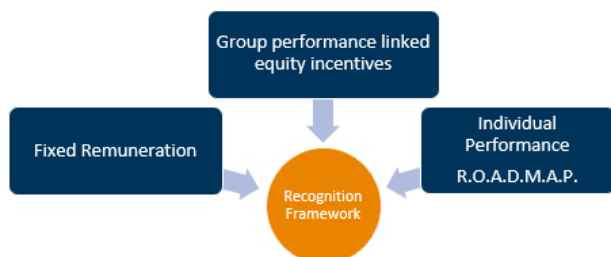 Group performance linked
equity incentives
Fixed Remuneration
Individual
Performance
R.O.A.D.M.A.P.
Recognition
Framework